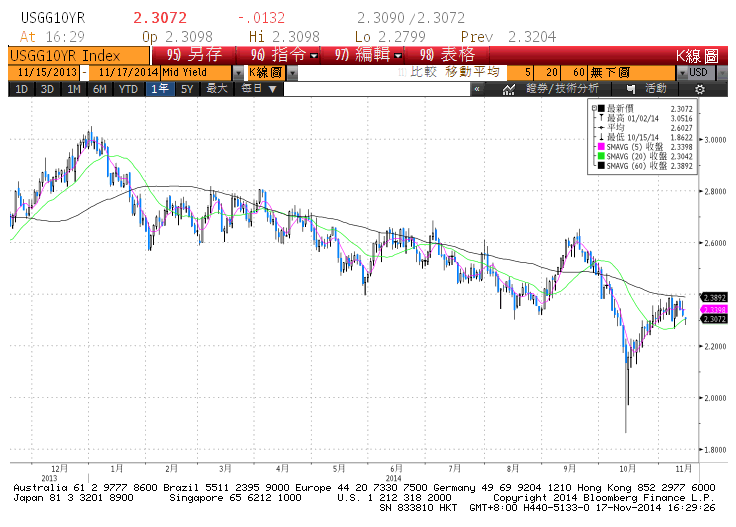 USGG10YR 2.3072 -.0132 2.3090 /2.3072
At 16:29 Op 2.3098 Hi 2.3098 Lo 2.2799 Prev 2.3204
USGG10YR Index 95) 另存 96) 指令 97) 編輯 98) 表格 K線圖
11/15/2013 - 11/17/2014 Mid Yield K線圖 比較 移動平均 5 20 60 無下圖 USD
1D 3D 1M 6M YTD 1年 5Y 最大 每日 ▼ « 證券/技術分析 活動
最新價 2.3072
最高 01/02/14 3.0516
平均 2.6027
最低 10/15/14 1.8622
SMAVG (5) 收盤 2.3398
SMAVG (20) 收盤 2.3042
SMAVG (60) 收盤 2.3892
3.0000
2.8000
2.6000
2.3892
2.3398
2.3072
2.2000
2.0000
1.8000
12月 1月 2月 3月 4月 5月 6月 7月 8月 9月 10月 11月
2013 2014
Australia 61 2 9777 8600 Brazil 5511 2395 9000 Europe 44 20 7330 7500 Germany 49 69 9204 1210 Hong Kong 852 2977 6000
Japan 81 3 3201 8900 Singapore 65 6212 1000 U.S. 1 212 318 2000 Copyright 2014 Bloomberg Finance L.P.
SN 833810 HKT GMT+8:00 H440-5133-0 17-Nov-2014 16:29:26